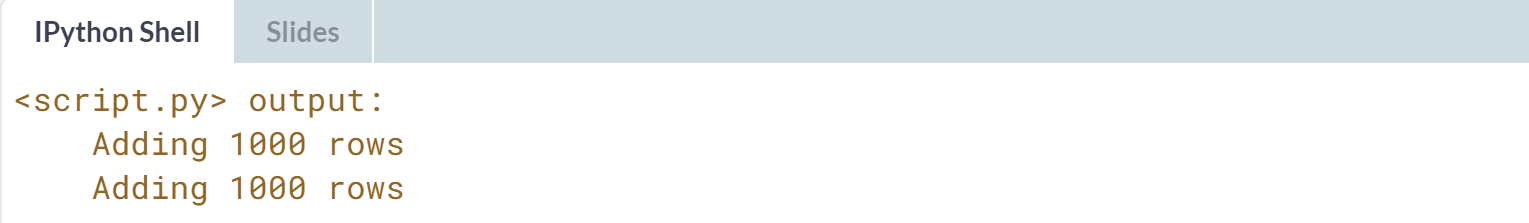 IPython Shell
Slides
<script.py> output:
Adding 1000 rows
Adding 1000 rows